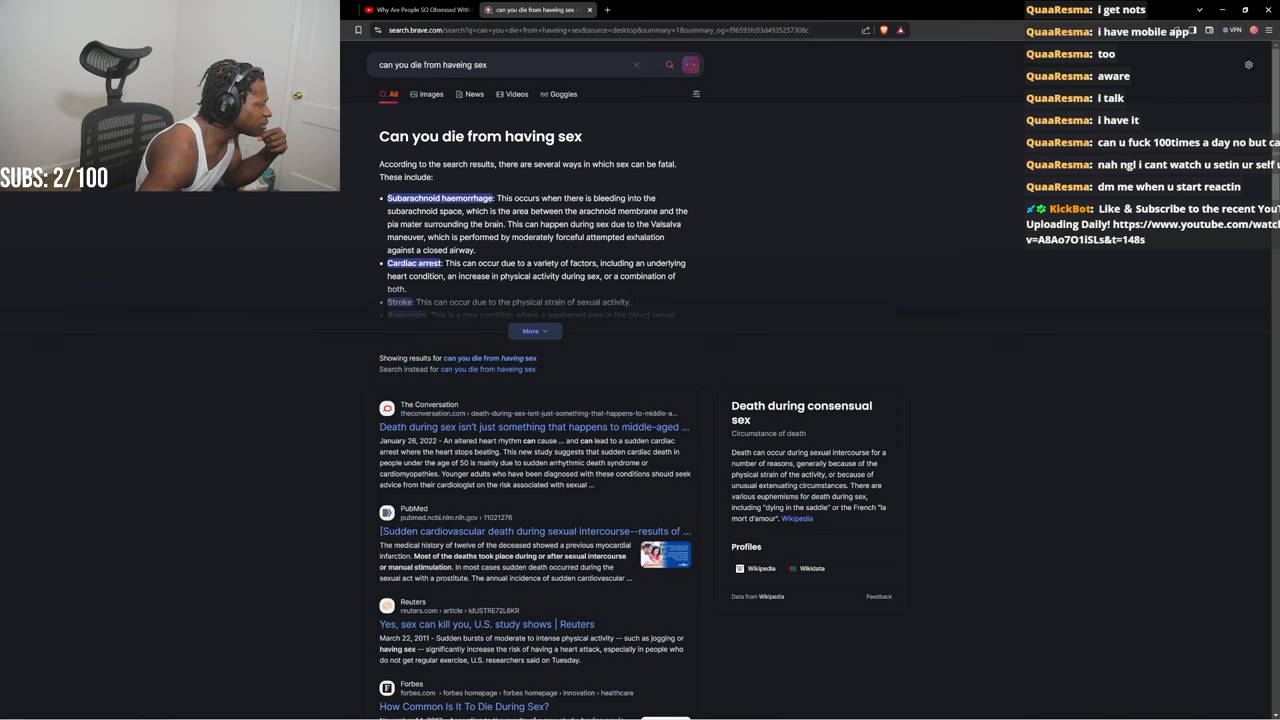 Why Are People SO Obsessed With
can you die from haveing sex -
search.brave.com/search?q=can+you+die+from+haveing+sex&source=desktop&summary=1&summary_og=f96593fc03d4935257308c
VPN
can you die from haveing sex
All
Images
News
Videos
Goggles
Can you die from having sex
According to the search results, there are several ways in which sex can be fatal.
These include:
Subarachnoid haemorrhage: This occurs when there is bleeding into the
subarachnoid space, which is the area between the arachnoid membrane and the
pia mater surrounding the brain. This can happen during sex due to the Valsalva
maneuver, which is performed by moderately forceful attempted exhalation
against a closed airway.
Cardiac arrest: This can occur due to a variety of factors, including an underlying
heart condition, an increase in physical activity during sex, or a combination of
both.
Stroke: This can occur due to the physical strain of sexual activity.
Aneurysm: This is a rare condition where a weakened area in the blood vessel
More
Showing results for can you die from having sex
Search instead for can you die from haveing sex
The Conversation
theconversation.com › death-during-sex-isnt-just-something-that-happens-to-middle-a...
Death during sex isn't just something that happens to middle-aged ...
January 26, 2022 - An altered heart rhythm can cause ... and can lead to a sudden cardiac
arrest where the heart stops beating. This new study suggests that sudden cardiac death in
people under the age of 50 is mainly due to sudden arrhythmic death syndrome or
cardiomyopathies. Younger adults who have been diagnosed with these conditions should seek
advice from their cardiologist on the risk associated with sexual ...
PubMed
pubmed.ncbi.nlm.nih.gov › 11021276
[Sudden cardiovascular death during sexual intercourse--results of ...
The medical history of twelve of the deceased showed a previous myocardial
infarction. Most of the deaths took place during or after sexual intercourse
or manual stimulation. In most cases sudden death occurred during the
sexual act with a prostitute. The annual incidence of sudden cardiovascular ...
Reuters
reuters.com › article › idUSTRE72L6KR
Yes, sex can kill you, U.S. study shows | Reuters
March 22, 2011 - Sudden bursts of moderate to intense physical activity -- such as jogging or
having sex -- significantly increase the risk of having a heart attack, especially in people who
do not get regular exercise, U.S. researchers said on Tuesday.
Forbes
forbes.com › forbes homepage › forbes homepage › innovation › healthcare
How Common Is It To Die During Sex?
Death during consensual
sex
Circumstance of death
Death can occur during sexual intercourse for a
number of reasons, generally because of the
physical strain of the activity, or because of
unusual extenuating circumstances. There are
various euphemisms for death during sex,
including "dying in the saddle" or the French "la
mort d'amour". Wikipedia
Profiles
Wikipedia
Wikidata
Data from Wikipedia
Feedback
QuaaResma: i get nots
QuaaResma: i have mobile app
QuaaResma: too
QuaaResma: aware
QuaaResma: i talk
QuaaResma: i have it
QuaaResma: can u fuck 100times a day no but ca
QuaaResma: nah ngl i cant watch u setin ur self u
QuaaResma: dm me when u start reactin
KickBot: Like & Subscribe to the recent You
Uploading Daily! https://www.youtube.com/watch
v=A8Ao7O1iSLs&t=148s
SUBS: 2/100